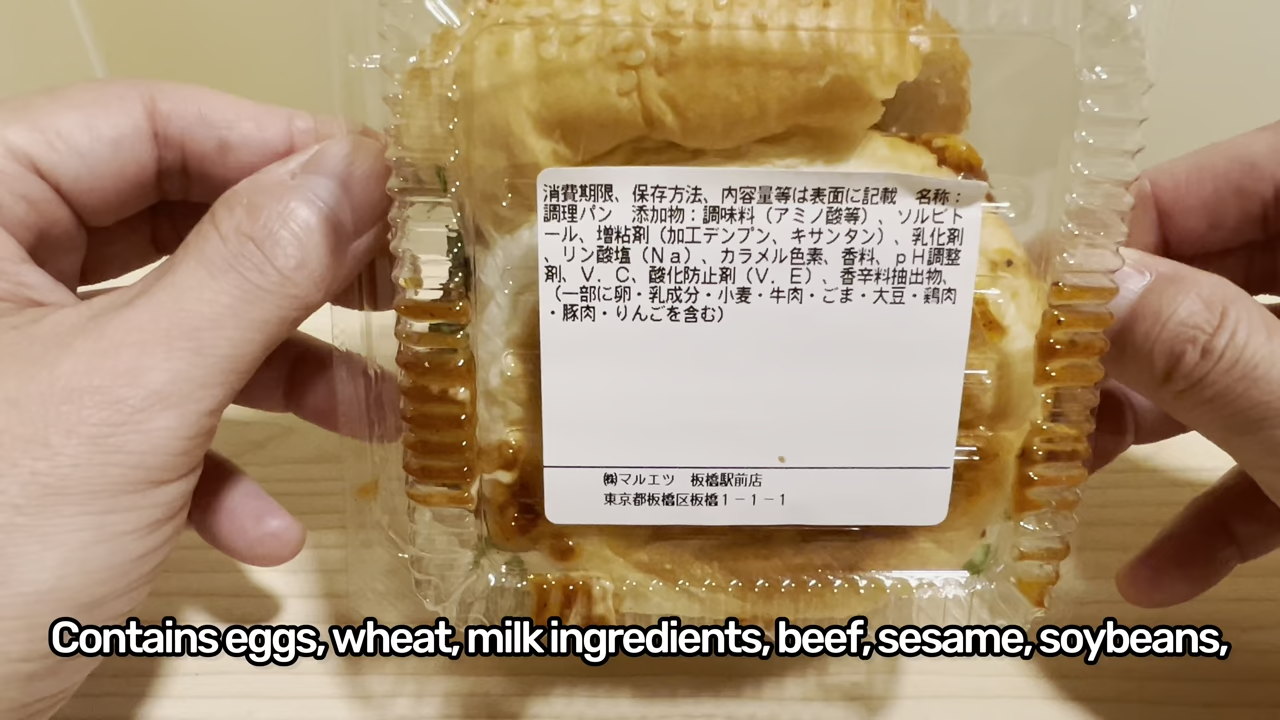 消費期限、保存方法、内容量等は表面に記載　名称：
調理パン　添加物：調味料（アミノ酸等）、ソルビト
ール、増粘剤（加工デンプン、キサンタン）、乳化剤
、リン酸塩（Ｎａ）、カラメル色素、香料、ｐＨ調整
剤、Ｖ．Ｃ、酸化防止剤（Ｖ．Ｅ）、香辛料抽出物、
（一部に卵・乳成分・小麦・牛肉・ごま・大豆・鶏肉
・豚肉・りんごを含む）
㈱マルエツ　板橋駅前店
東京都板橋区板橋１－１－１
Contains eggs, wheat, milk ingredients, beef, sesame, soybeans,